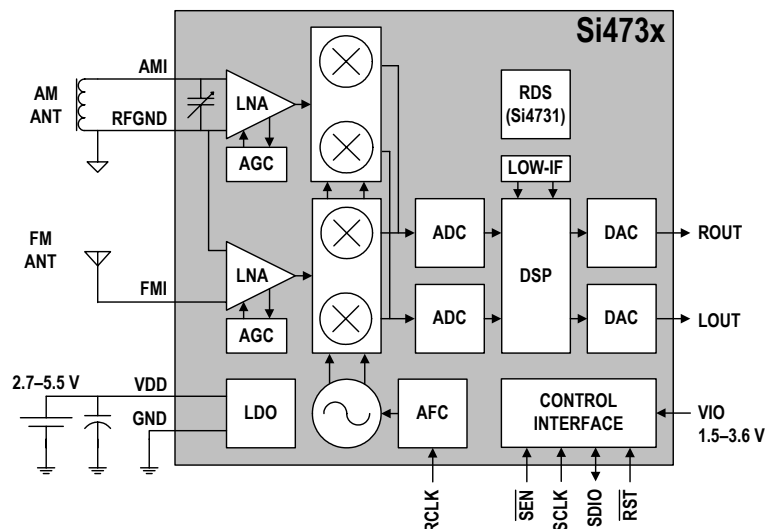 Si473x
AMI
AM
ANT
RFGND
LNA
AGC
RDS
(Si4731)
LOW-IF
FM
ANT
FMI
LNA
AGC
ADC
ADC
DSP
DAC
DAC
ROUT
LOUT
2.7–5.5 V
VDD
GND
LDO
AFC
CONTROL
INTERFACE
VIO
1.5–3.6 V
RCLK
SEN
SCLK
SDIO
RST